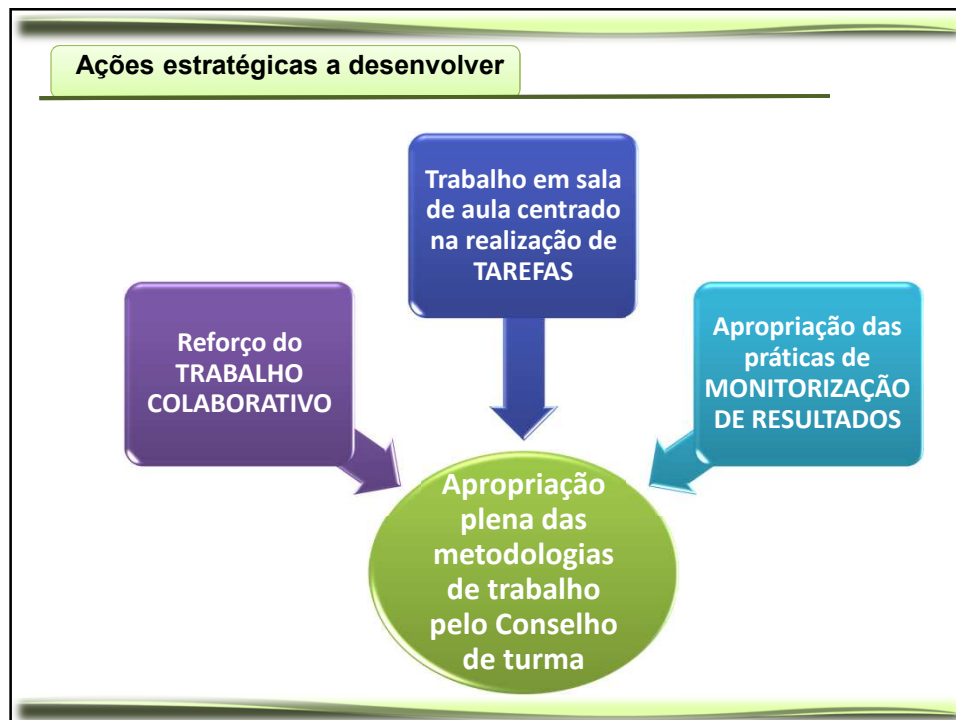 Ações estratégicas a desenvolver
Trabalho em sala
de aula centrado
na realização de
TAREFAS
Reforço do
TRABALHO
COLABORATIVO
Apropriação das
práticas de
MONITORIZAÇÃO
DE RESULTADOS
Apropriação
plena das
metodologias
de trabalho
pelo Conselho
de turma